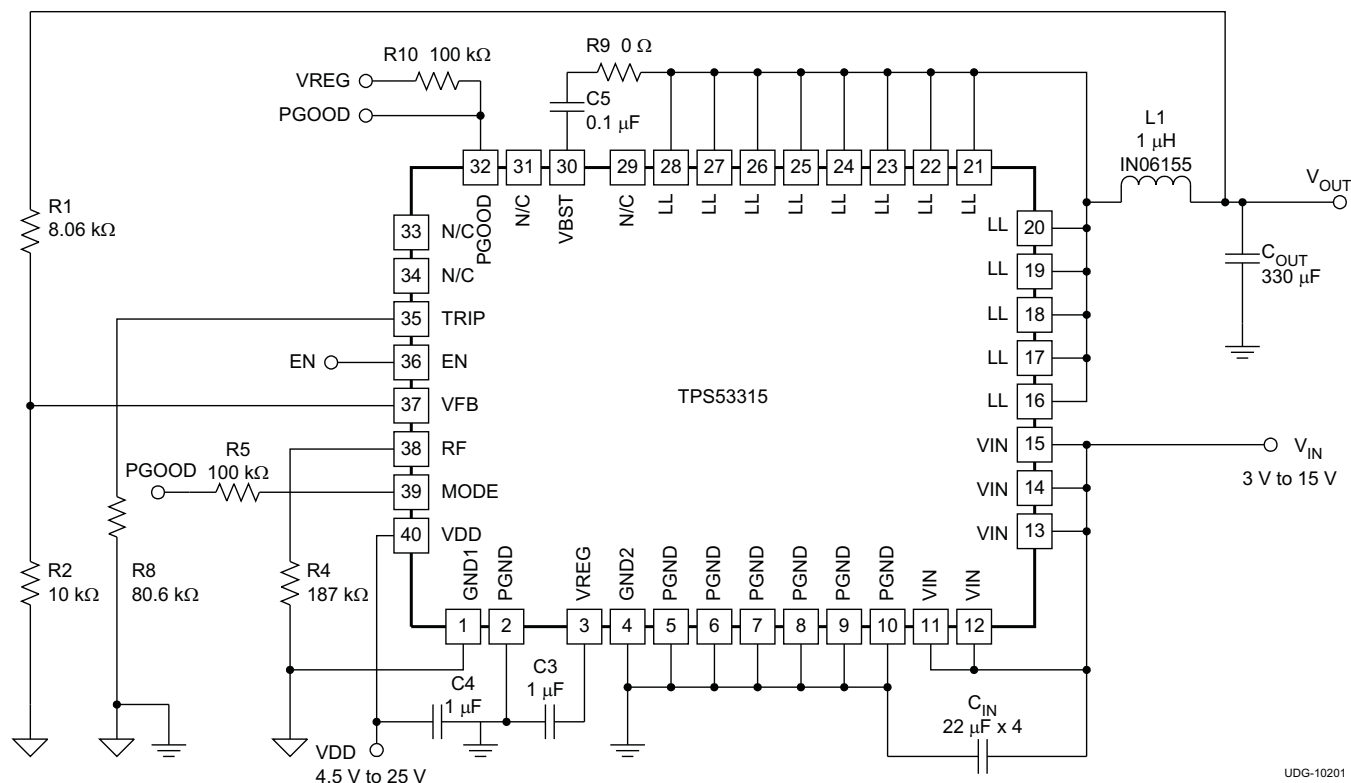 R10 100 kΩ
VREG
PGOOD
R9 0 Ω
C5
0.1 μF
L1
1 μH
IN06155
V_OUT
C_OUT
330 μF
R1
8.06 kΩ
32
31
30
29
28
27
26
25
24
23
22
21
PGOOD
N/C
VBST
N/C
LL
LL
LL
LL
LL
LL
LL
LL
33 N/C
34 N/C
35 TRIP
EN
36 EN
37 VFB
38 RF
PGOOD
R5
100 kΩ
39 MODE
40 VDD
TPS53315
LL 20
LL 19
LL 18
LL 17
LL 16
VIN 15
VIN 14
VIN 13
V_IN
3 V to 15 V
R2
10 kΩ
R8
80.6 kΩ
R4
187 kΩ
GND1
PGND
VREG
GND2
PGND
PGND
PGND
PGND
PGND
PGND
VIN
VIN
1
2
3
4
5
6
7
8
9
10
11
12
C4
1 μF
C3
1 μF
C_IN
22 μF x 4
VDD
4.5 V to 25 V
UDG-10201